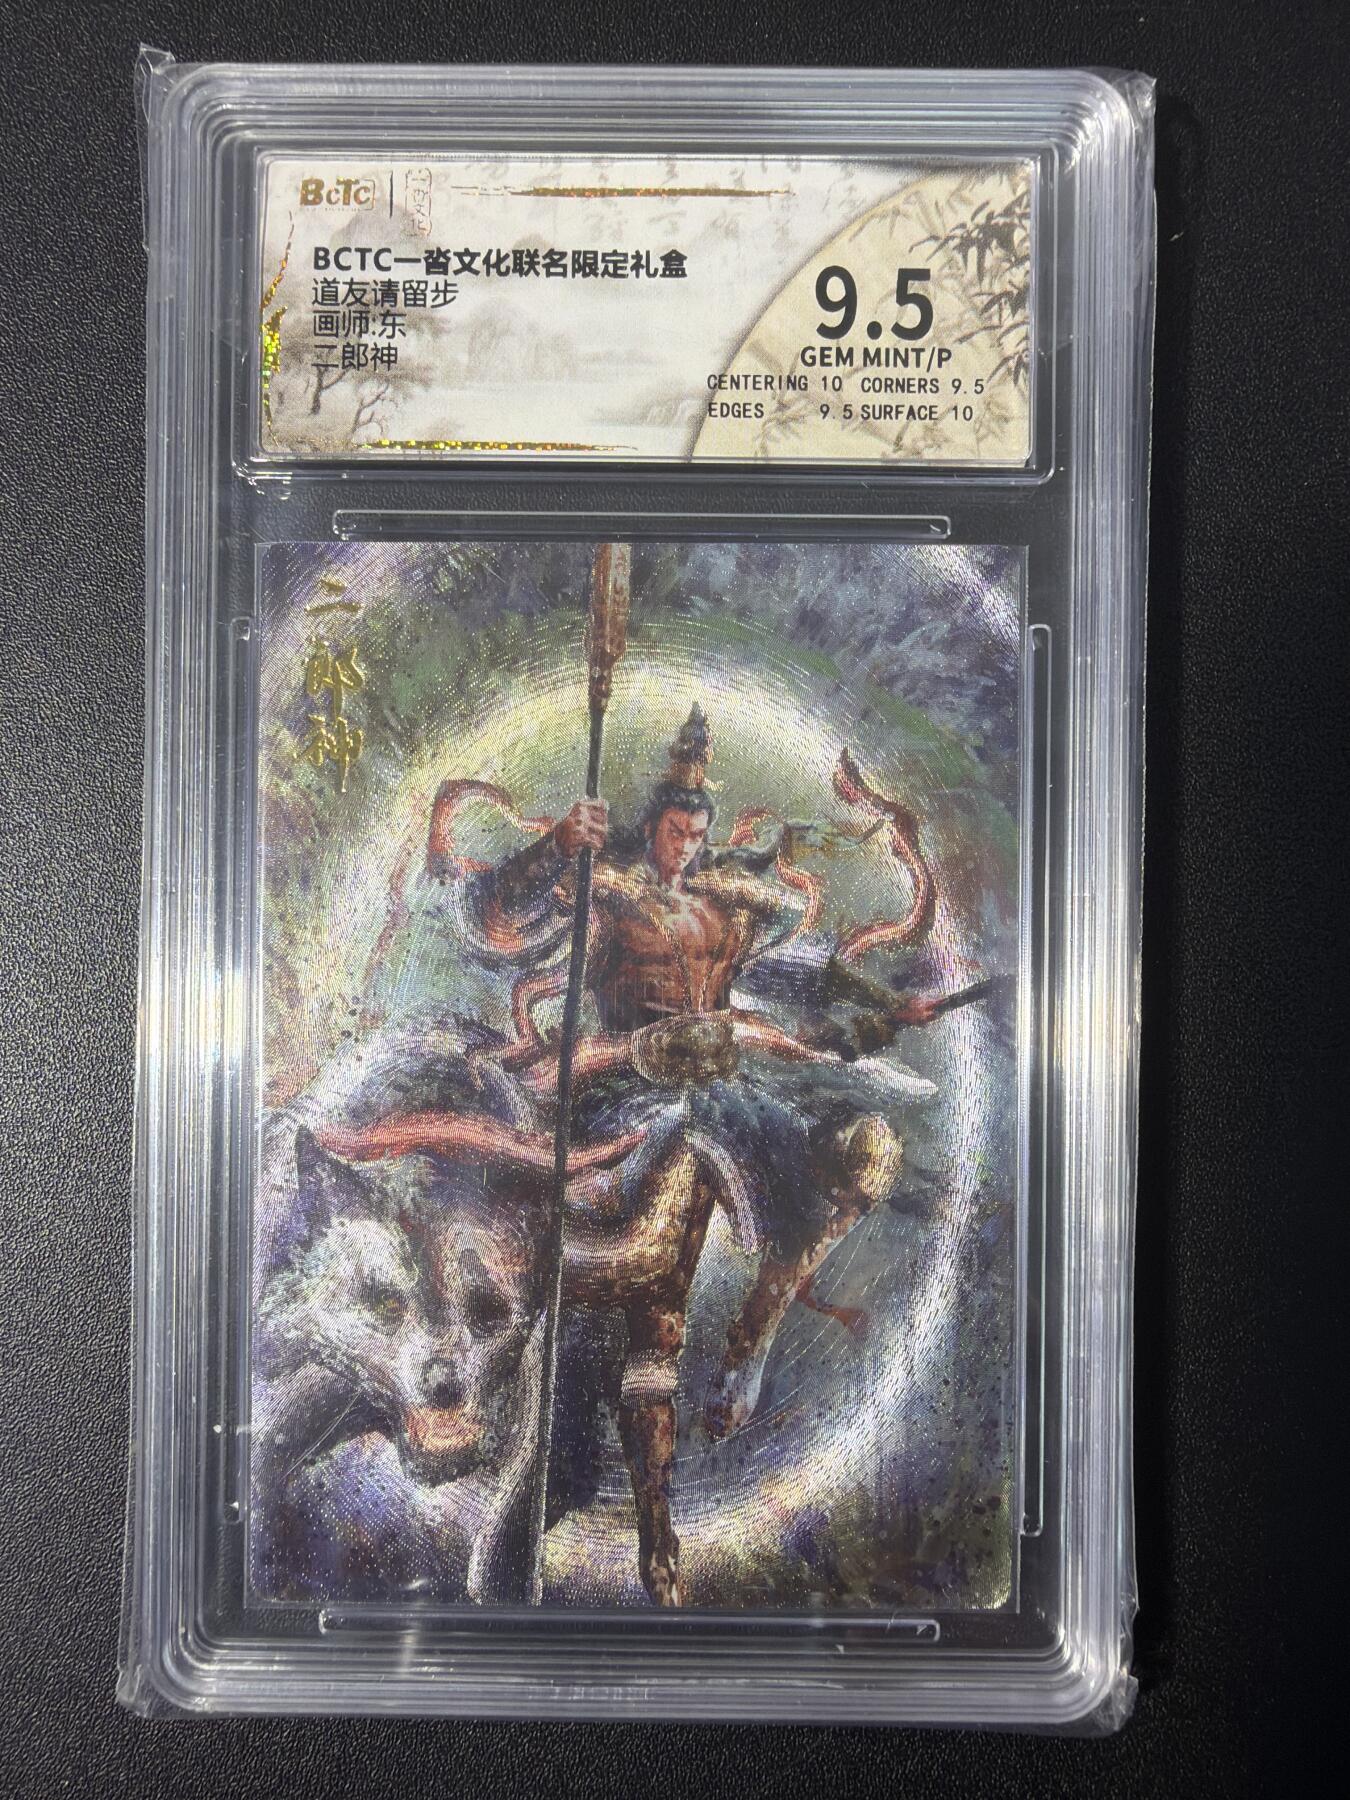 BCTC
BCTC一沓文化联名限定礼盒
道友请留步
画师:东
二郎神
9.5
GEM MINT/P
CENTERING 10 CORNERS 9.5
EDGES 9.5 SURFACE 10
二郎神